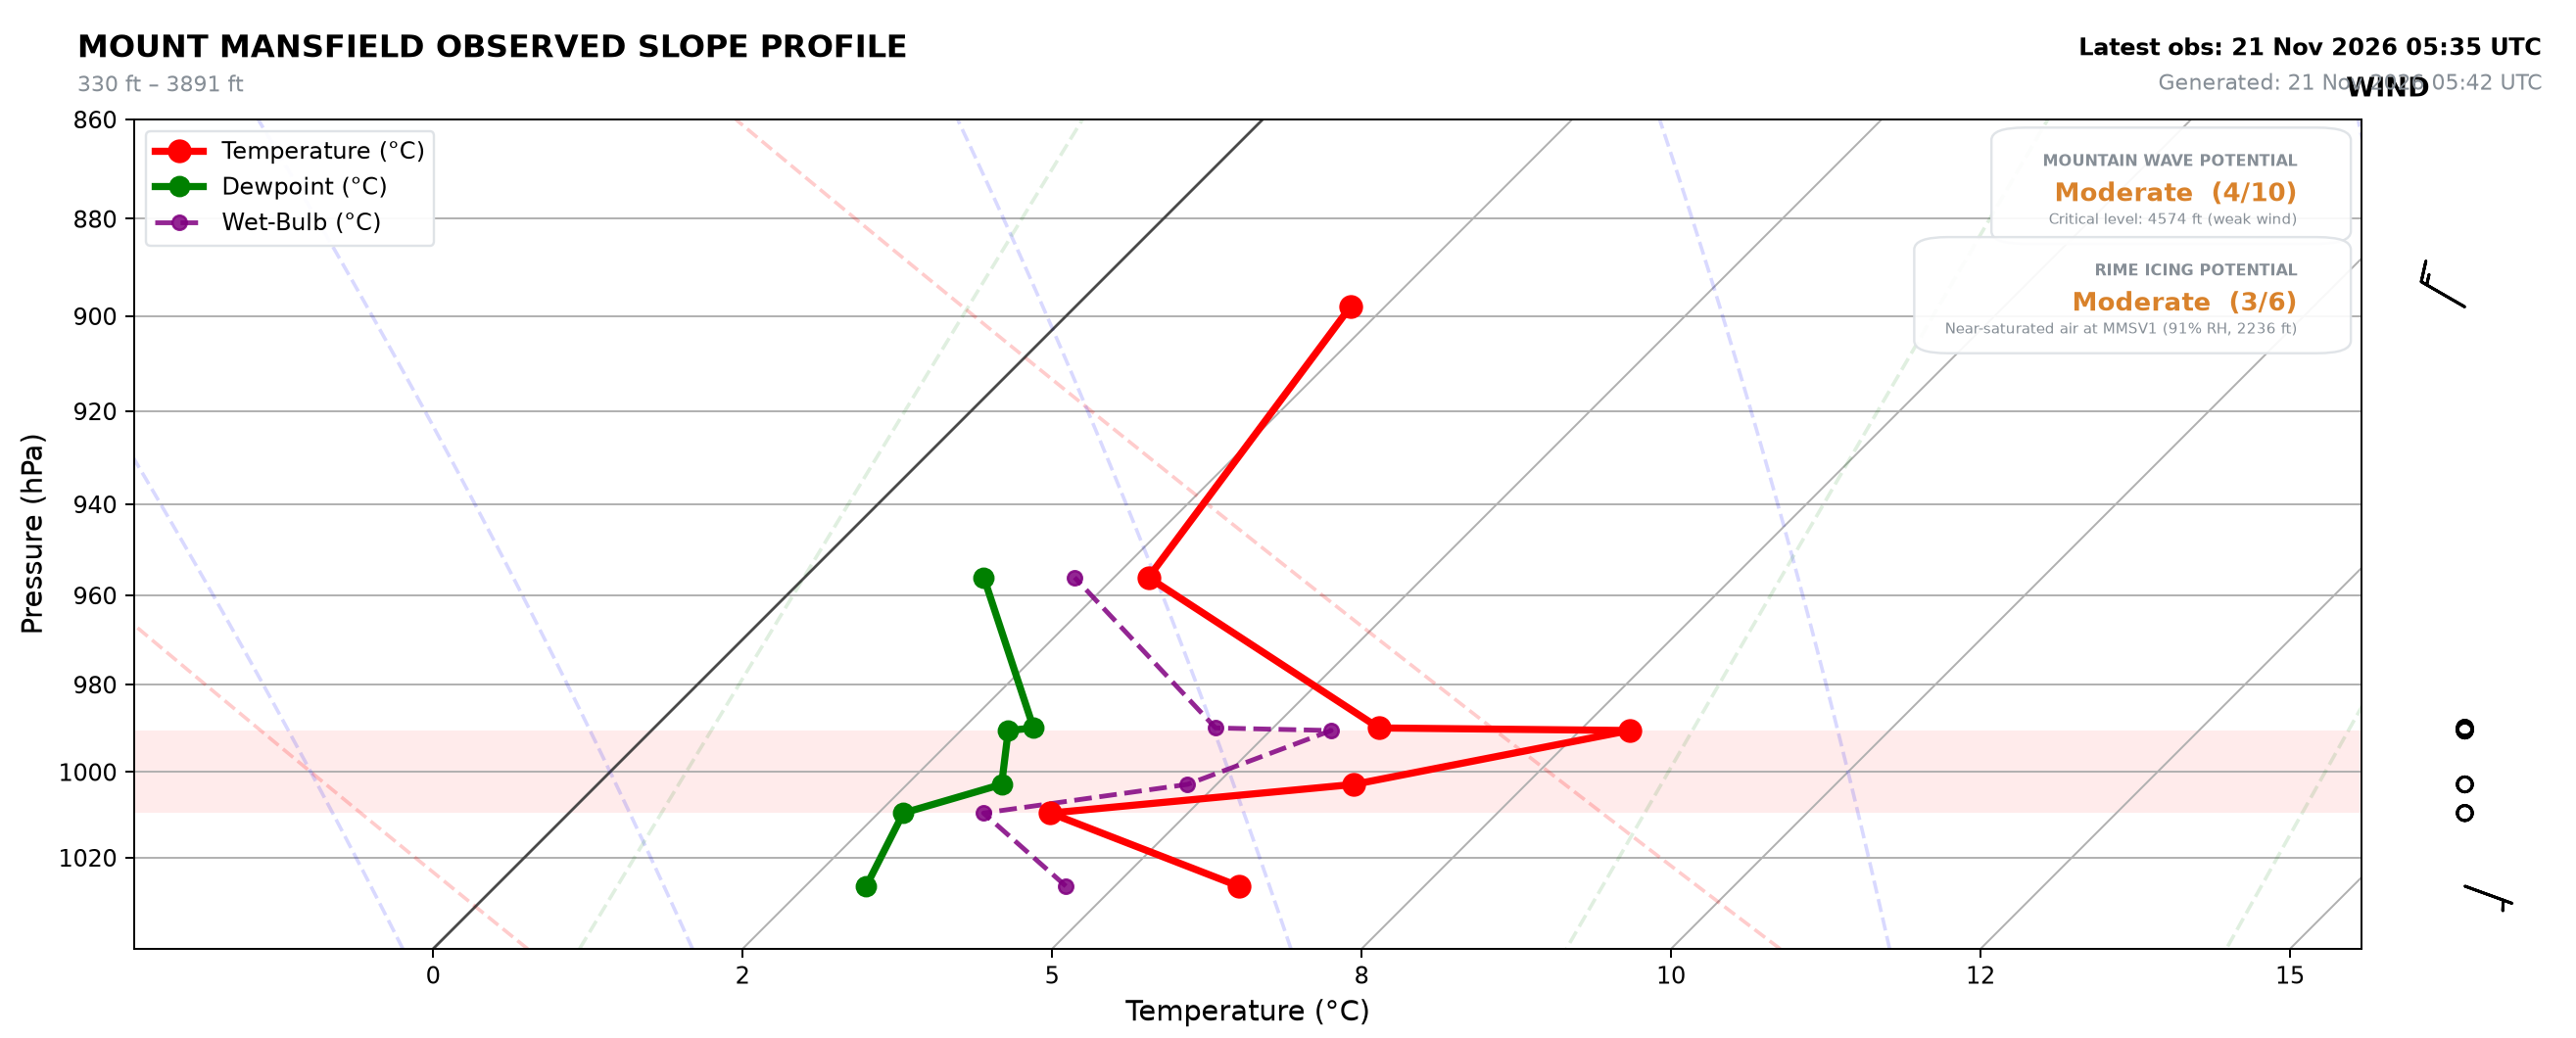 MOUNT MANSFIELD OBSERVED SLOPE PROFILE
330 ft – 3891 ft
Latest obs: 21 Nov 2026 05:35 UTC
Generated: 21 Nov 2026 05:42 UTC
WIND
Temperature (°C)
Dewpoint (°C)
Wet-Bulb (°C)
MOUNTAIN WAVE POTENTIAL
Moderate (4/10)
Critical level: 4574 ft (weak wind)
RIME ICING POTENTIAL
Moderate (3/6)
Near-saturated air at MMSV1 (91% RH, 2236 ft)
Pressure (hPa)
860
880
900
920
940
960
980
1000
1020
0 2 5 8 10 12 15
Temperature (°C)